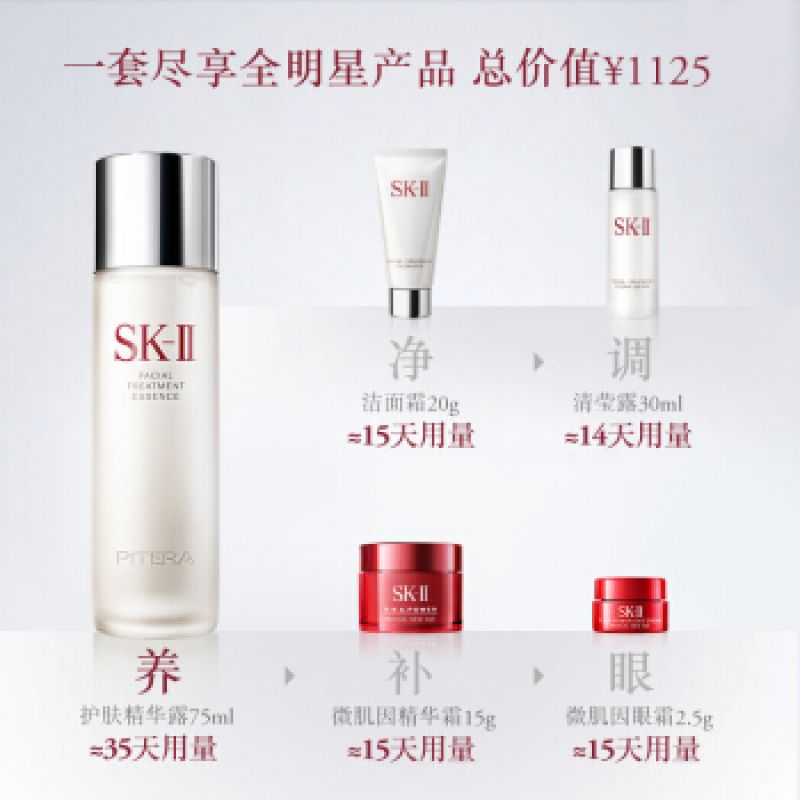 一套尽享全明星产品 总价值¥1125
SK-II
SK-II
净
调
洁面霜20g
清莹露30ml
≈15天用量
≈14天用量
SK-II
FACIAL
TREATMENT
ESSENCE
PITERA
SK-II
R.N.A.POWER
SK-II
养
补
眼
护肤精华露75ml
微肌因精华霜15g
微肌因眼霜2.5g
≈35天用量
≈15天用量
≈15天用量